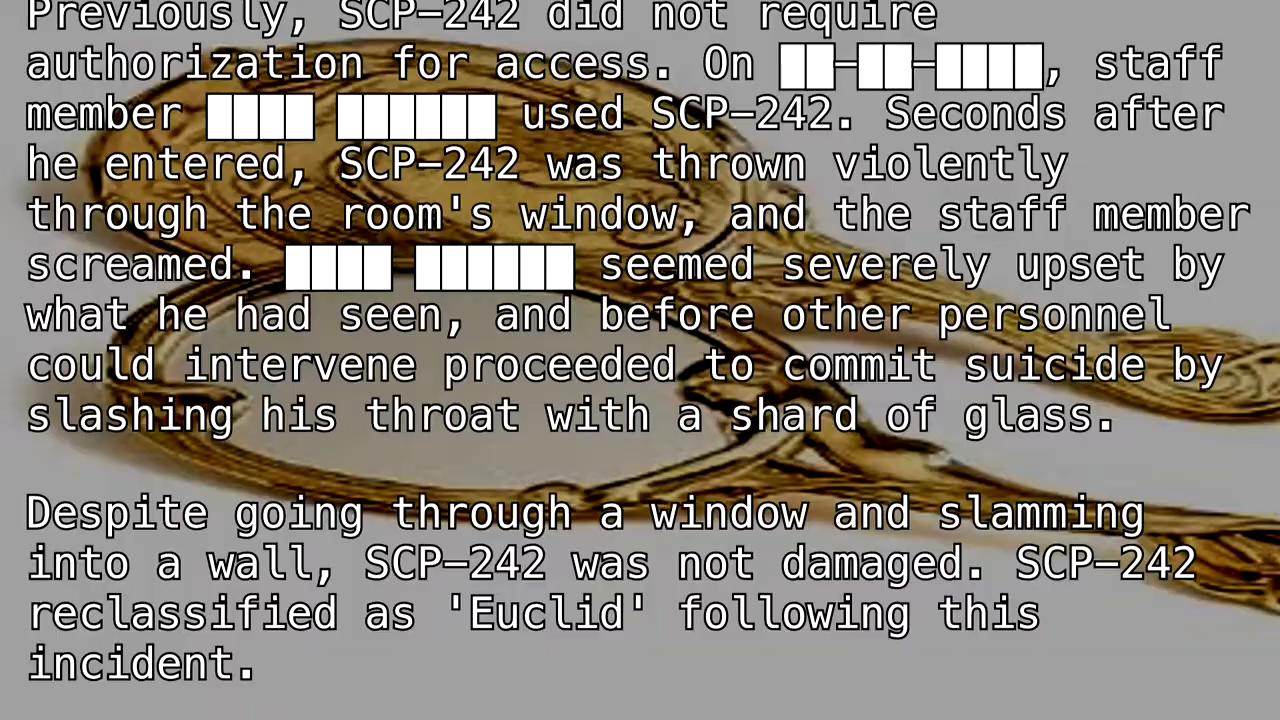 Previously, SCP–242 did not require
authorization for access. On ██–██–████, staff
member ████ ██████ used SCP–242. Seconds after
he entered, SCP–242 was thrown violently
through the room's window, and the staff member
screamed. ████ ██████ seemed severely upset by
what he had seen, and before other personnel
could intervene proceeded to commit suicide by
slashing his throat with a shard of glass.
Despite going through a window and slamming
into a wall, SCP–242 was not damaged. SCP–242
reclassified as 'Euclid' following this
incident.